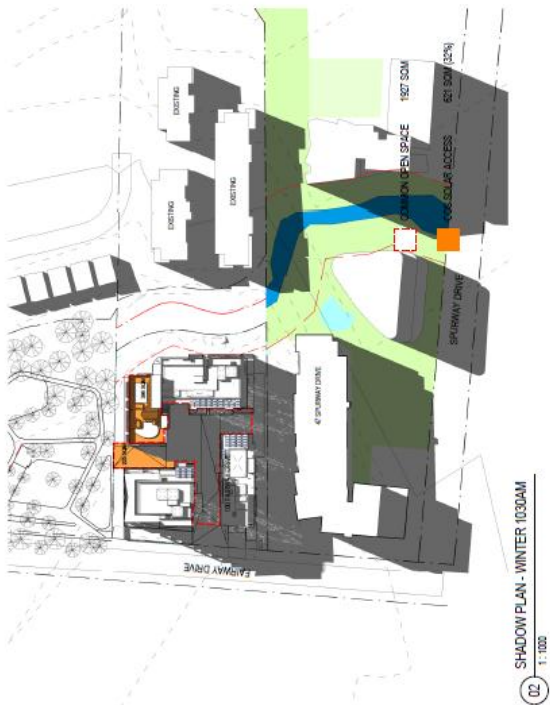 EXISTING
EXISTING
EXISTING
EXISTING
COMMON OPEN SPACE 1927 SQM
COS SOLAR ACCESS 621 SQM (32%)
SPURWAY DRIVE
47 SPURWAY DRIVE
FAIRWAY DRIVE
02 SHADOW PLAN - WINTER 1030AM
1 : 1000